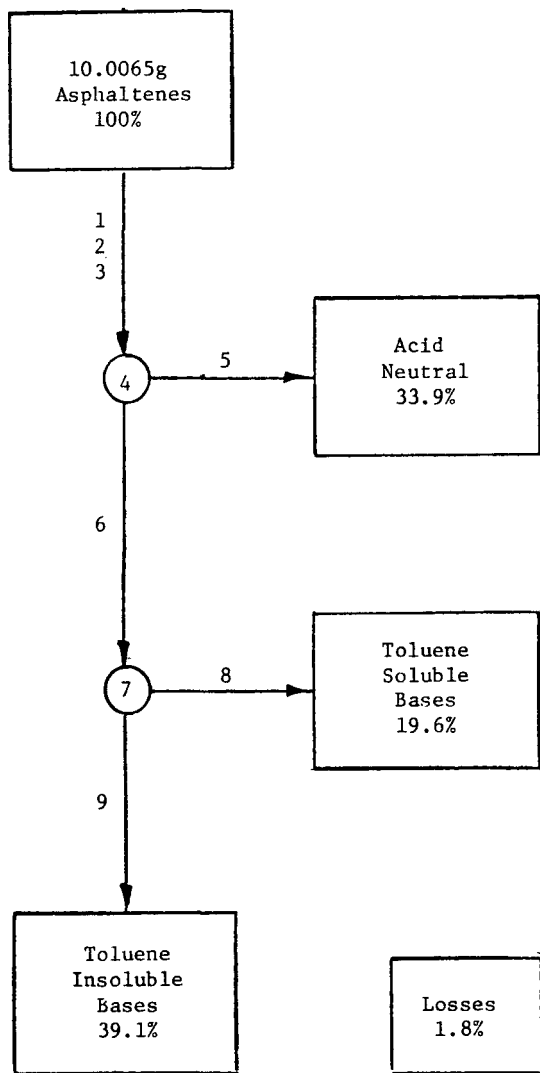 10.0065g
Asphaltenes
100%
1
2
3
4
5
Acid
Neutral
33.9%
6
7
8
Toluene
Soluble
Bases
19.6%
9
Toluene
Insoluble
Bases
39.1%
Losses
1.8%